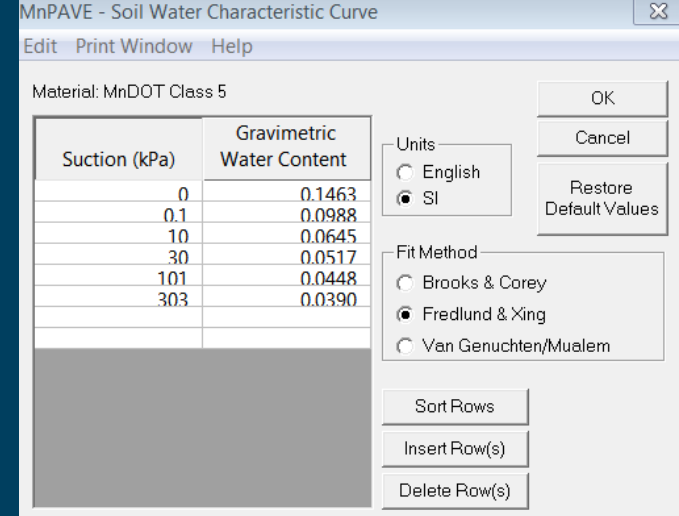 MnPAVE - Soil Water Characteristic Curve
Edit Print Window Help
Material: MnDOT Class 5
Suction (kPa) Gravimetric Water Content
0 0.1463
0.1 0.0988
10 0.0645
30 0.0517
101 0.0448
303 0.0390
Units
English
SI
OK
Cancel
Restore
Default Values
Fit Method
Brooks & Corey
Fredlund & Xing
Van Genuchten/Mualem
Sort Rows
Insert Row(s)
Delete Row(s)